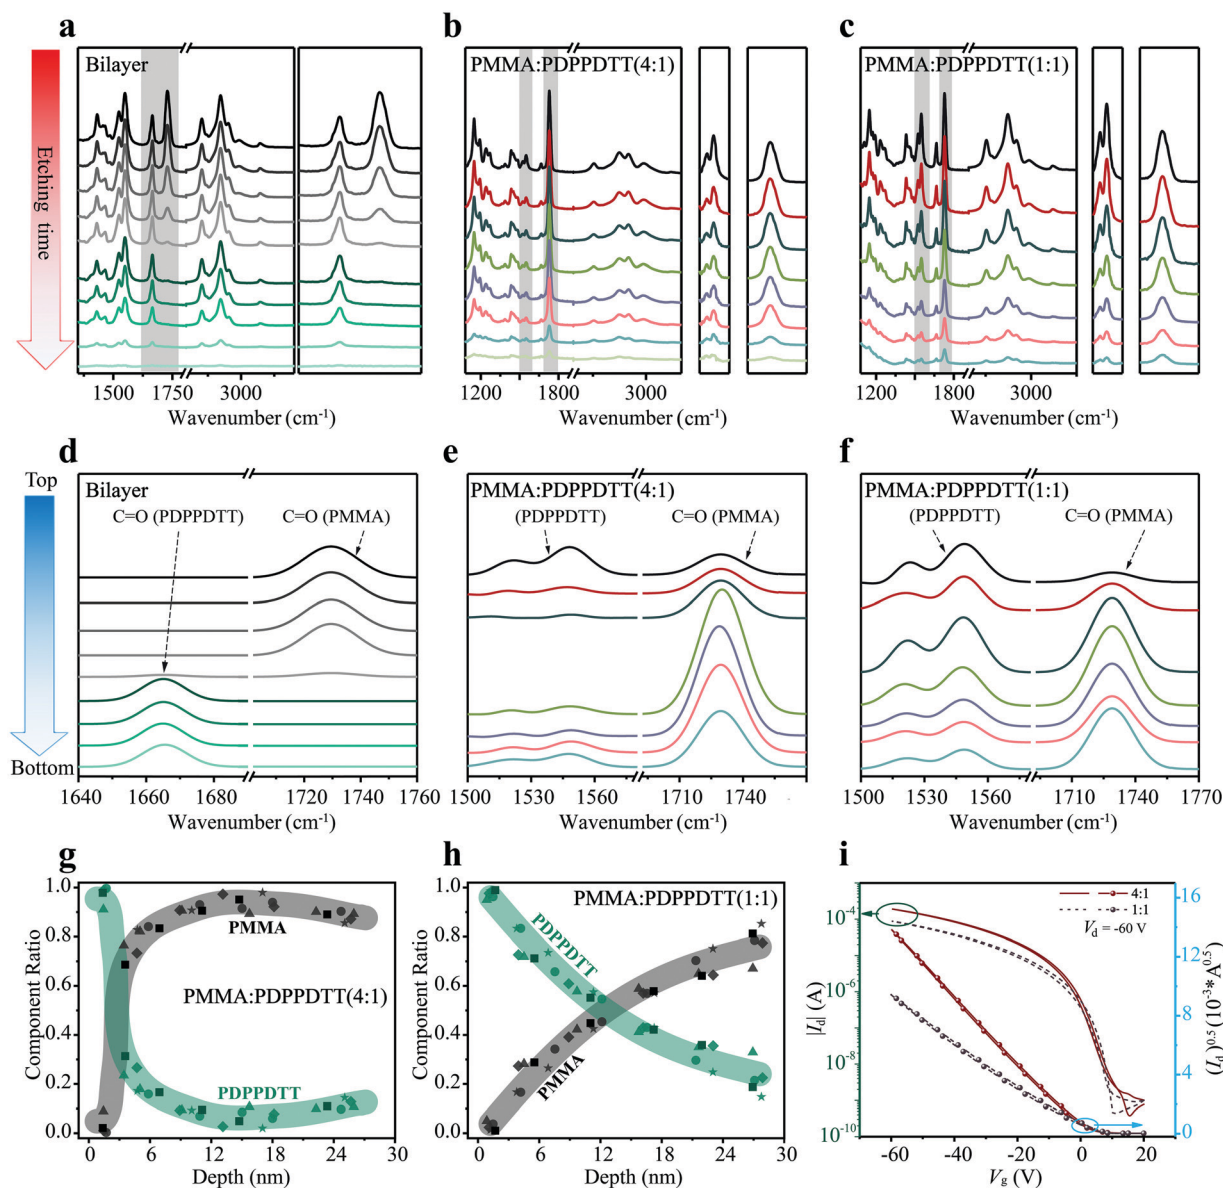 a
b
c
Bilayer
PMMA:PDPPDTT(4:1)
PMMA:PDPPDTT(1:1)
Etching time
1500 1750 3000
1200 1800 3000
1200 1800 3000
Wavenumber (cm⁻¹)
Wavenumber (cm⁻¹)
Wavenumber (cm⁻¹)
d
e
f
Top
Bottom
Bilayer
C=O (PDPPDTT)
C=O (PMMA)
PMMA:PDPPDTT(4:1)
(PDPPDTT)
C=O (PMMA)
PMMA:PDPPDTT(1:1)
(PDPPDTT)
C=O (PMMA)
1640 1660 1680 1720 1740 1760
1500 1530 1560 1710 1740
1500 1530 1560 1710 1740 1770
Wavenumber (cm⁻¹)
Wavenumber (cm⁻¹)
Wavenumber (cm⁻¹)
g
Component Ratio
1.0
0.8
0.6
0.4
0.2
0.0
PMMA
PMMA:PDPPDTT(4:1)
PDPPDTT
0 6 12 18 24 30
Depth (nm)
h
Component Ratio
1.0
0.8
0.6
0.4
0.2
0.0
PMMA:PDPPDTT(1:1)
PDPPDTT
PMMA
0 6 12 18 24 30
Depth (nm)
i
|I_d| (A)
10⁻⁴
10⁻⁶
10⁻⁸
10⁻¹⁰
4:1
1:1
V_d = -60 V
16
12
8
4
0
(I_d)^0.5 (10⁻³*A^0.5)
-60 -40 -20 0 20
V_g (V)